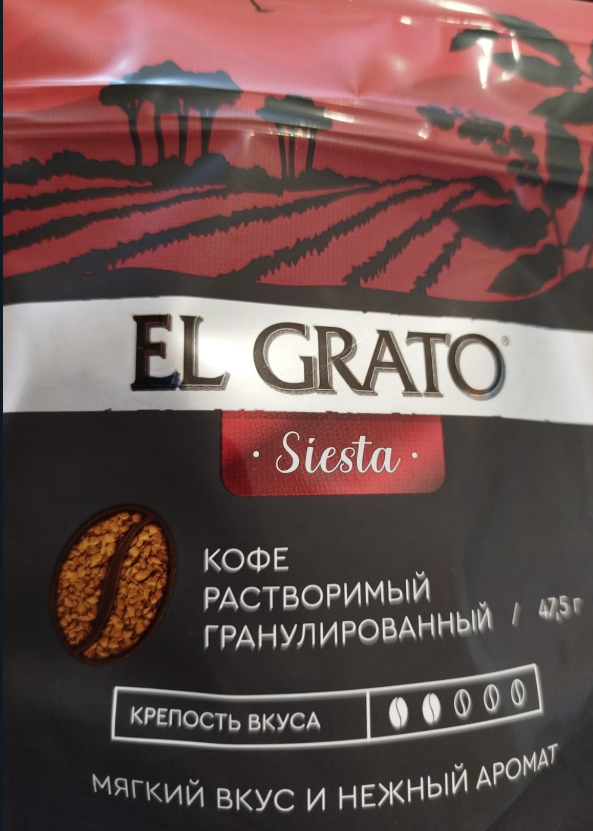 EL GRATO®
· Siesta ·
КОФЕ
РАСТВОРИМЫЙ
ГРАНУЛИРОВАННЫЙ / 47,5 г
КРЕПОСТЬ ВКУСА
МЯГКИЙ ВКУС И НЕЖНЫЙ АРОМАТ